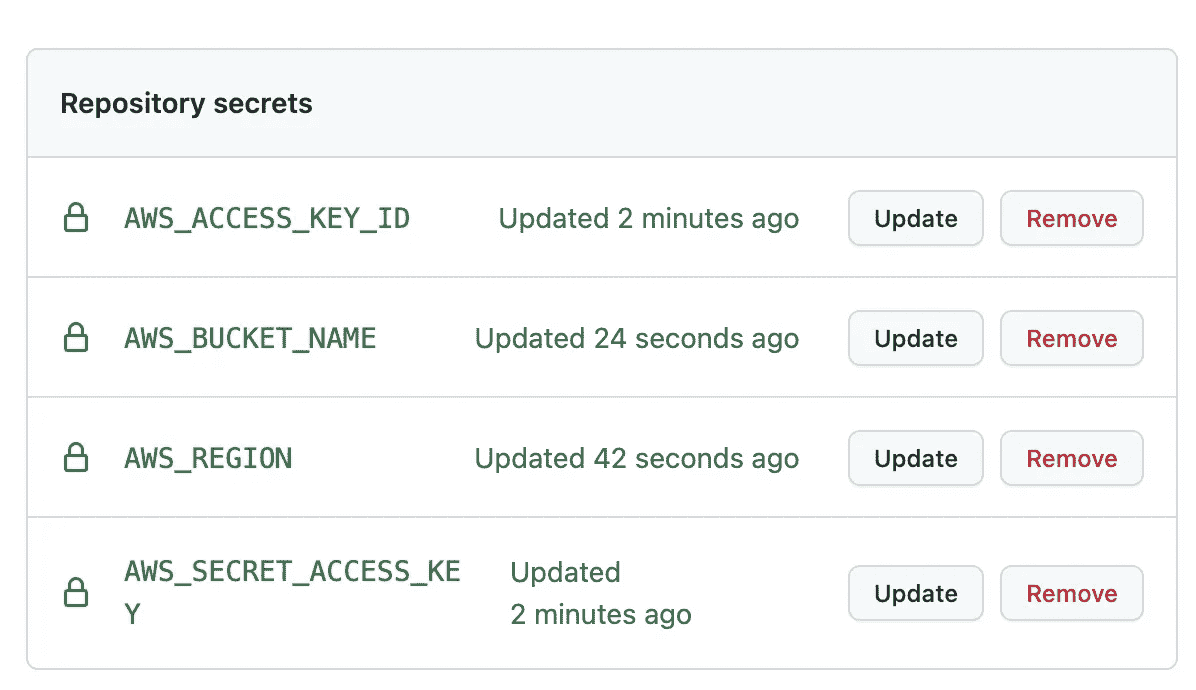 Repository secrets
AWS_ACCESS_KEY_ID Updated 2 minutes ago Update Remove
AWS_BUCKET_NAME Updated 24 seconds ago Update Remove
AWS_REGION Updated 42 seconds ago Update Remove
AWS_SECRET_ACCESS_KE Updated Update Remove
Y 2 minutes ago